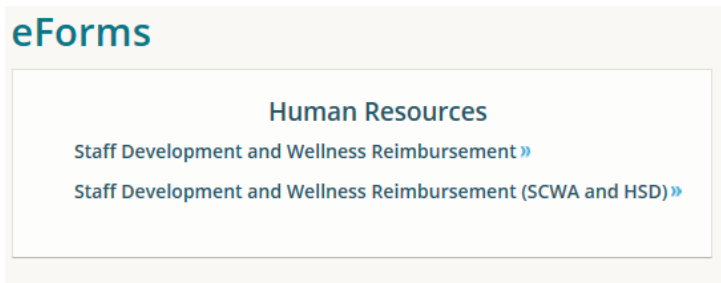 eForms
Human Resources
Staff Development and Wellness Reimbursement »
Staff Development and Wellness Reimbursement (SCWA and HSD) »